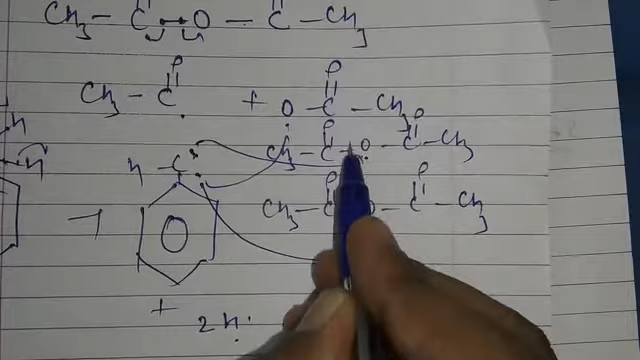 CH3 — C •• O — C — CH3
O O
CH3 — C • + O — C — CH3
O O
CH3 — C — O — C — CH3
H — C
O O
CH3 — C — O — C — CH3
+ 2H•